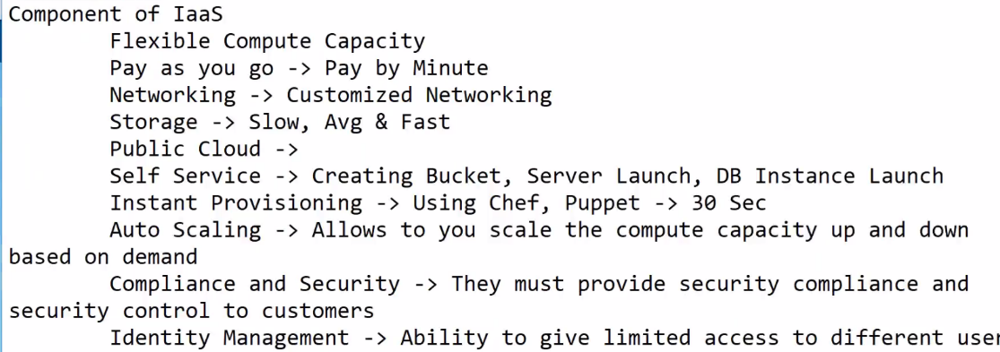 Component of IaaS
Flexible Compute Capacity
Pay as you go -> Pay by Minute
Networking -> Customized Networking
Storage -> Slow, Avg & Fast
Public Cloud ->
Self Service -> Creating Bucket, Server Launch, DB Instance Launch
Instant Provisioning -> Using Chef, Puppet -> 30 Sec
Auto Scaling -> Allows to you scale the compute capacity up and down
based on demand
Compliance and Security -> They must provide security compliance and
security control to customers
Identity Management -> Ability to give limited access to different user